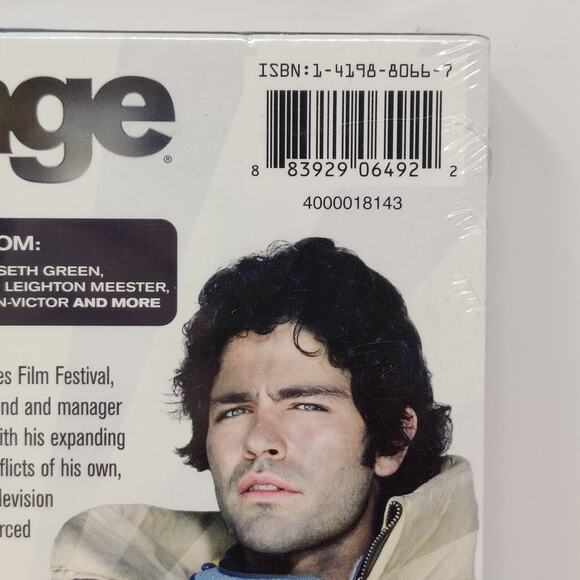 age®
ISBN:1-4198-8066-7
8 83929 06492 2
4000018143
OM:
SETH GREEN,
LEIGHTON MEESTER,
N-VICTOR AND MORE
es Film Festival,
nd and manager
ith his expanding
flicts of his own,
levision
rced